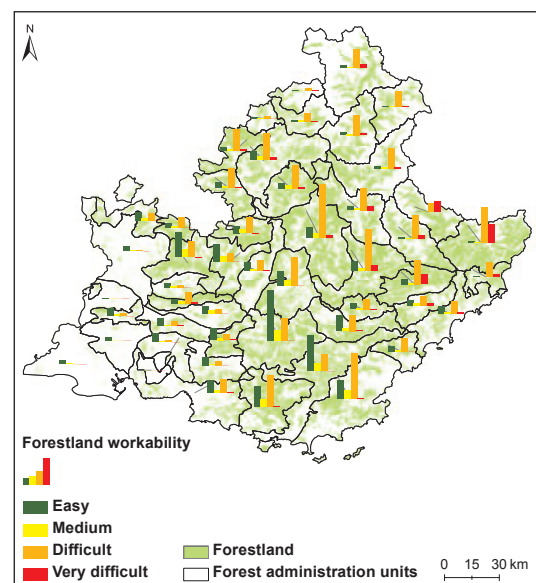 N
Forestland workability
Easy
Medium
Difficult
Very difficult
Forestland
Forest administration units
0 15 30 km